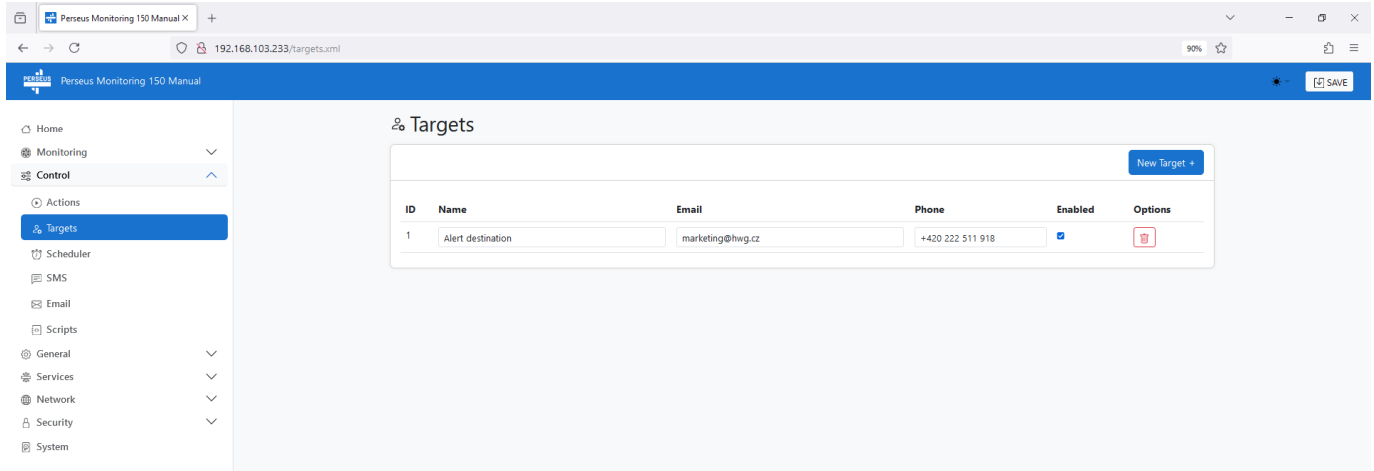 Perseus Monitoring 150 Manual
192.168.103.233/targets.xml
90%
PERSEUS
Perseus Monitoring 150 Manual
SAVE
Home
Monitoring
Control
Actions
Targets
Scheduler
SMS
Email
Scripts
General
Services
Network
Security
System
Targets
New Target +
ID Name Email Phone Enabled Options
1 Alert destination marketing@hwg.cz +420 222 511 918